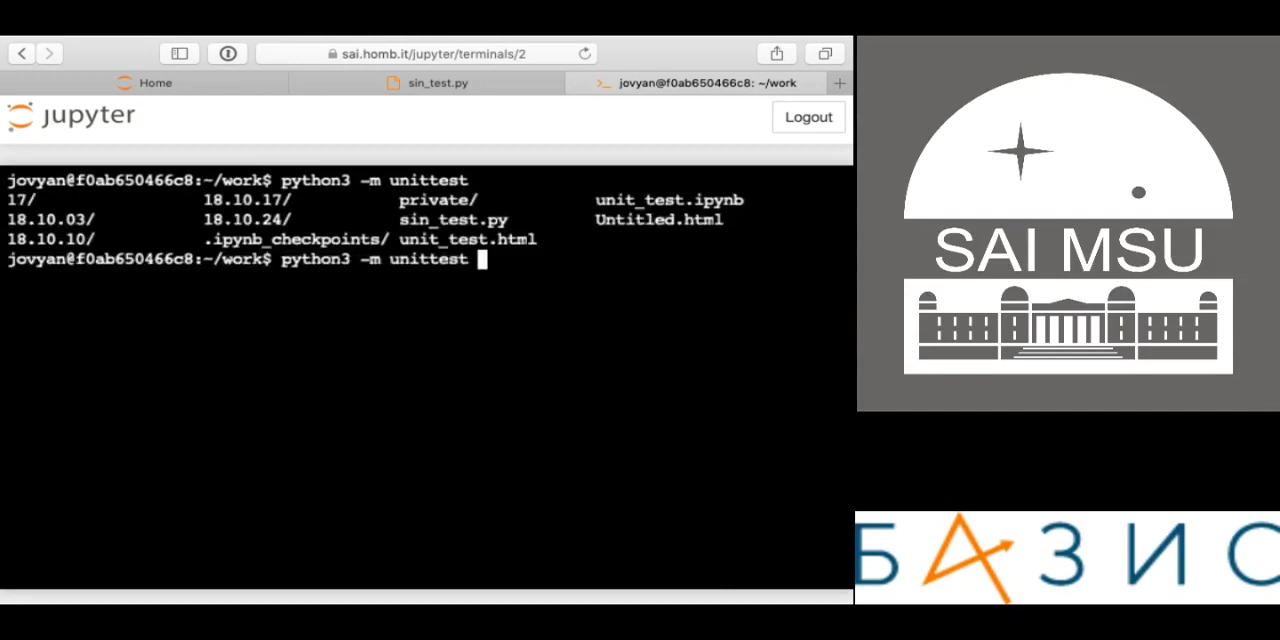 sai.homb.it/jupyter/terminals/2
Home
sin_test.py
jovyan@f0ab650466c8: ~/work
jupyter
Logout
jovyan@f0ab650466c8:~/work$ python3 -m unittest
17/ 18.10.17/ private/ unit_test.ipynb
18.10.03/ 18.10.24/ sin_test.py Untitled.html
18.10.10/ .ipynb_checkpoints/ unit_test.html
jovyan@f0ab650466c8:~/work$ python3 -m unittest
SAI MSU
БАЗИС